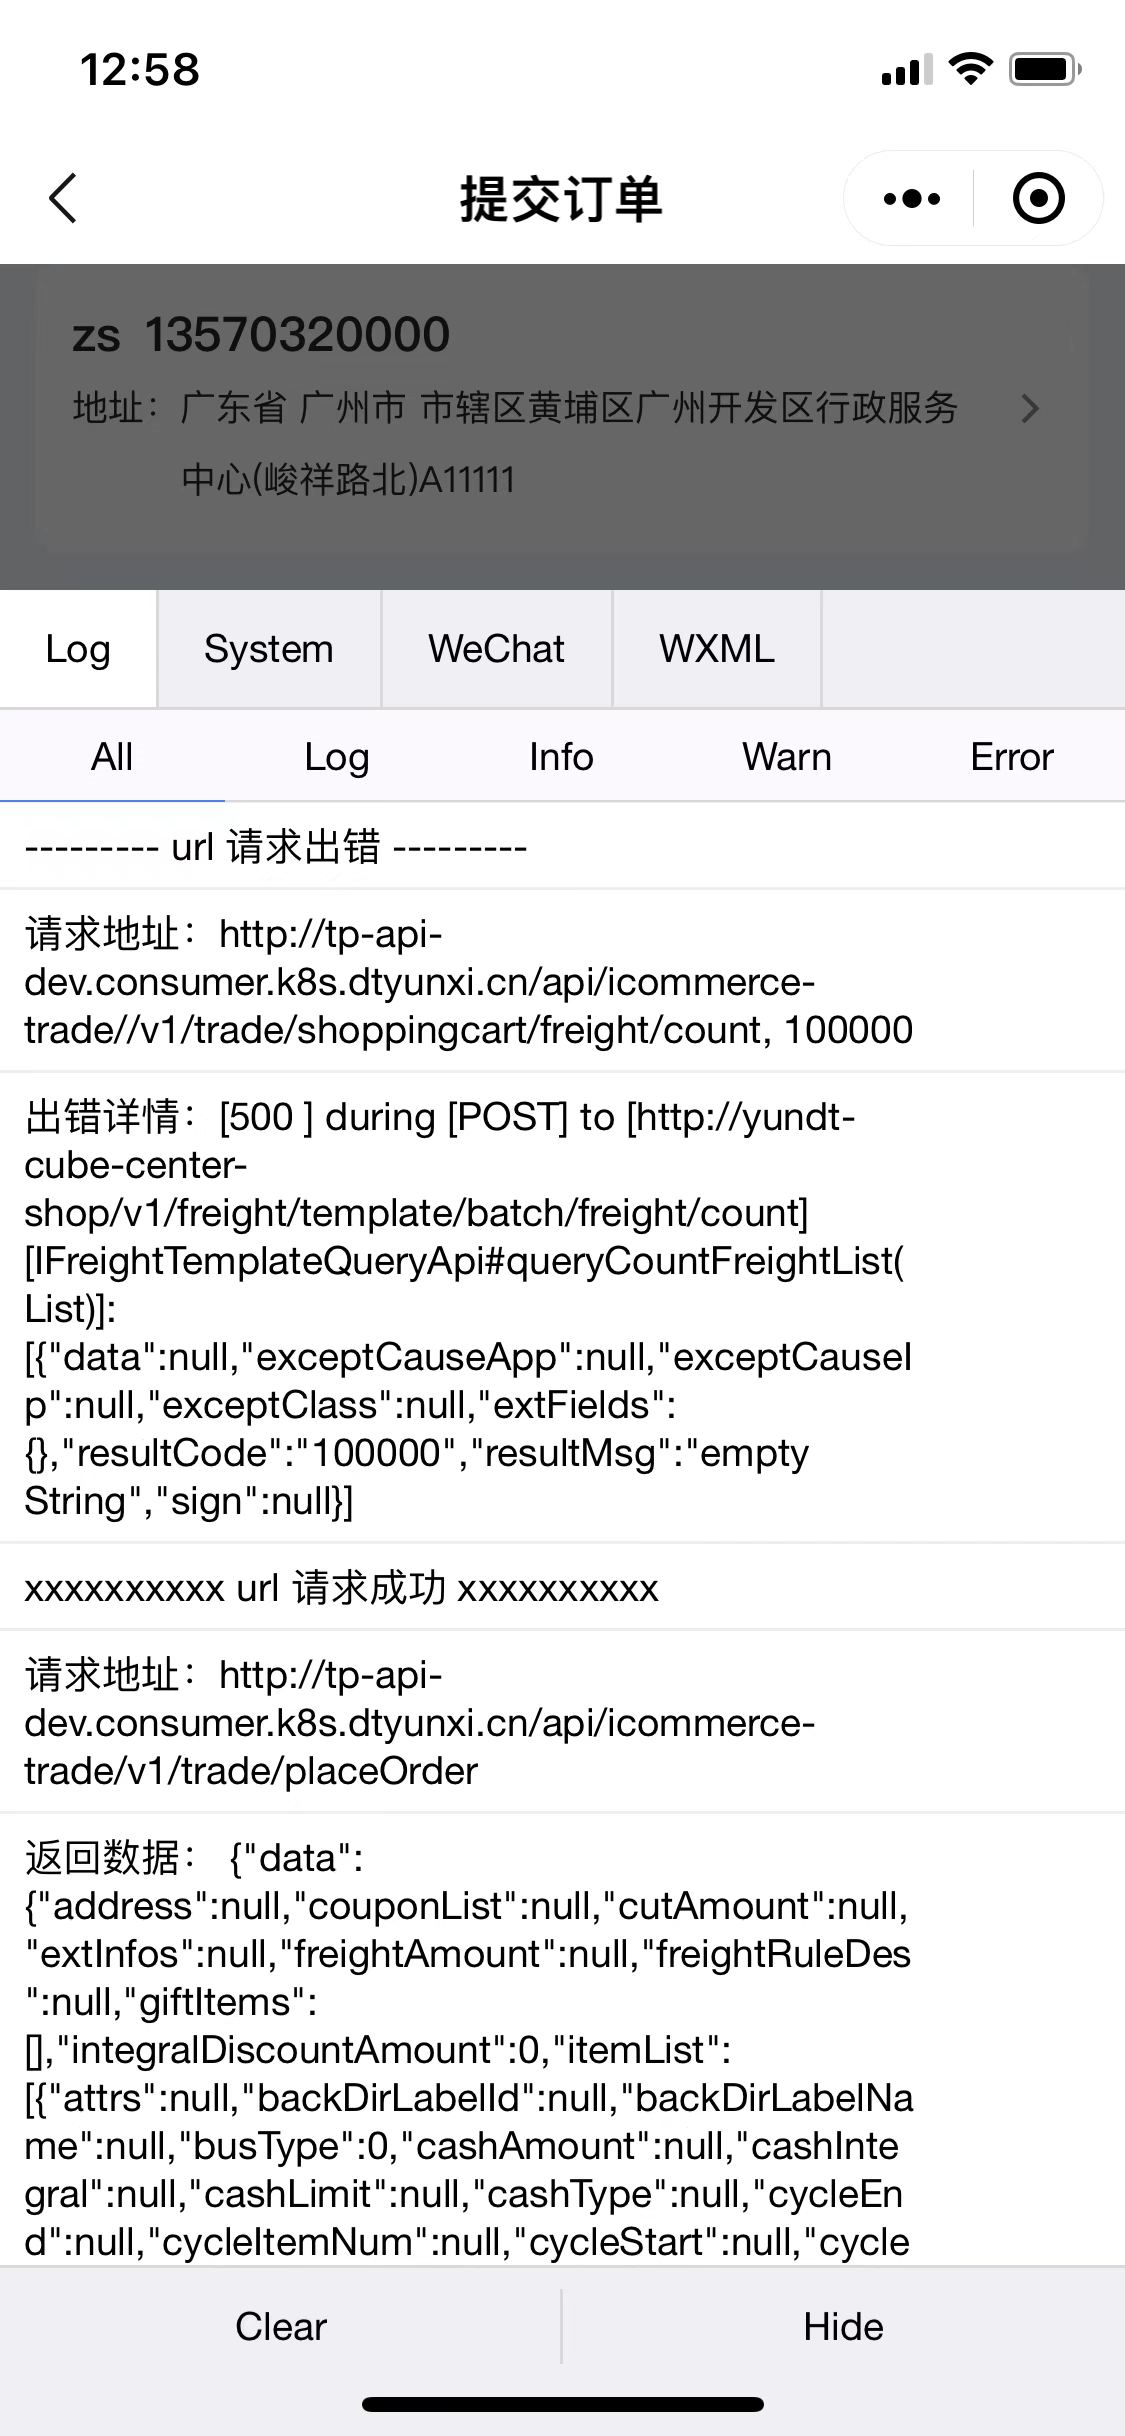 12:58
提交订单
zs 13570320000
地址：广东省 广州市 市辖区黄埔区广州开发区行政服务
中心(峻祥路北)A11111
Log System WeChat WXML
All Log Info Warn Error
--------- url 请求出错 ---------
请求地址：http://tp-api-
dev.consumer.k8s.dtyunxi.cn/api/icommerce-
trade//v1/trade/shoppingcart/freight/count, 100000
出错详情：[500 ] during [POST] to [http://yundt-
cube-center-
shop/v1/freight/template/batch/freight/count]
[IFreightTemplateQueryApi#queryCountFreightList(
List)]:
[{"data":null,"exceptCauseApp":null,"exceptCauseI
p":null,"exceptClass":null,"extFields":
{},"resultCode":"100000","resultMsg":"empty
String","sign":null}]
xxxxxxxxxx url 请求成功 xxxxxxxxxx
请求地址：http://tp-api-
dev.consumer.k8s.dtyunxi.cn/api/icommerce-
trade/v1/trade/placeOrder
返回数据： {"data":
{"address":null,"couponList":null,"cutAmount":null,
"extInfos":null,"freightAmount":null,"freightRuleDes
":null,"giftItems":
[],"integralDiscountAmount":0,"itemList":
[{"attrs":null,"backDirLabelId":null,"backDirLabelNa
me":null,"busType":0,"cashAmount":null,"cashInte
gral":null,"cashLimit":null,"cashType":null,"cycleEn
d":null,"cycleItemNum":null,"cycleStart":null,"cycle
Clear Hide